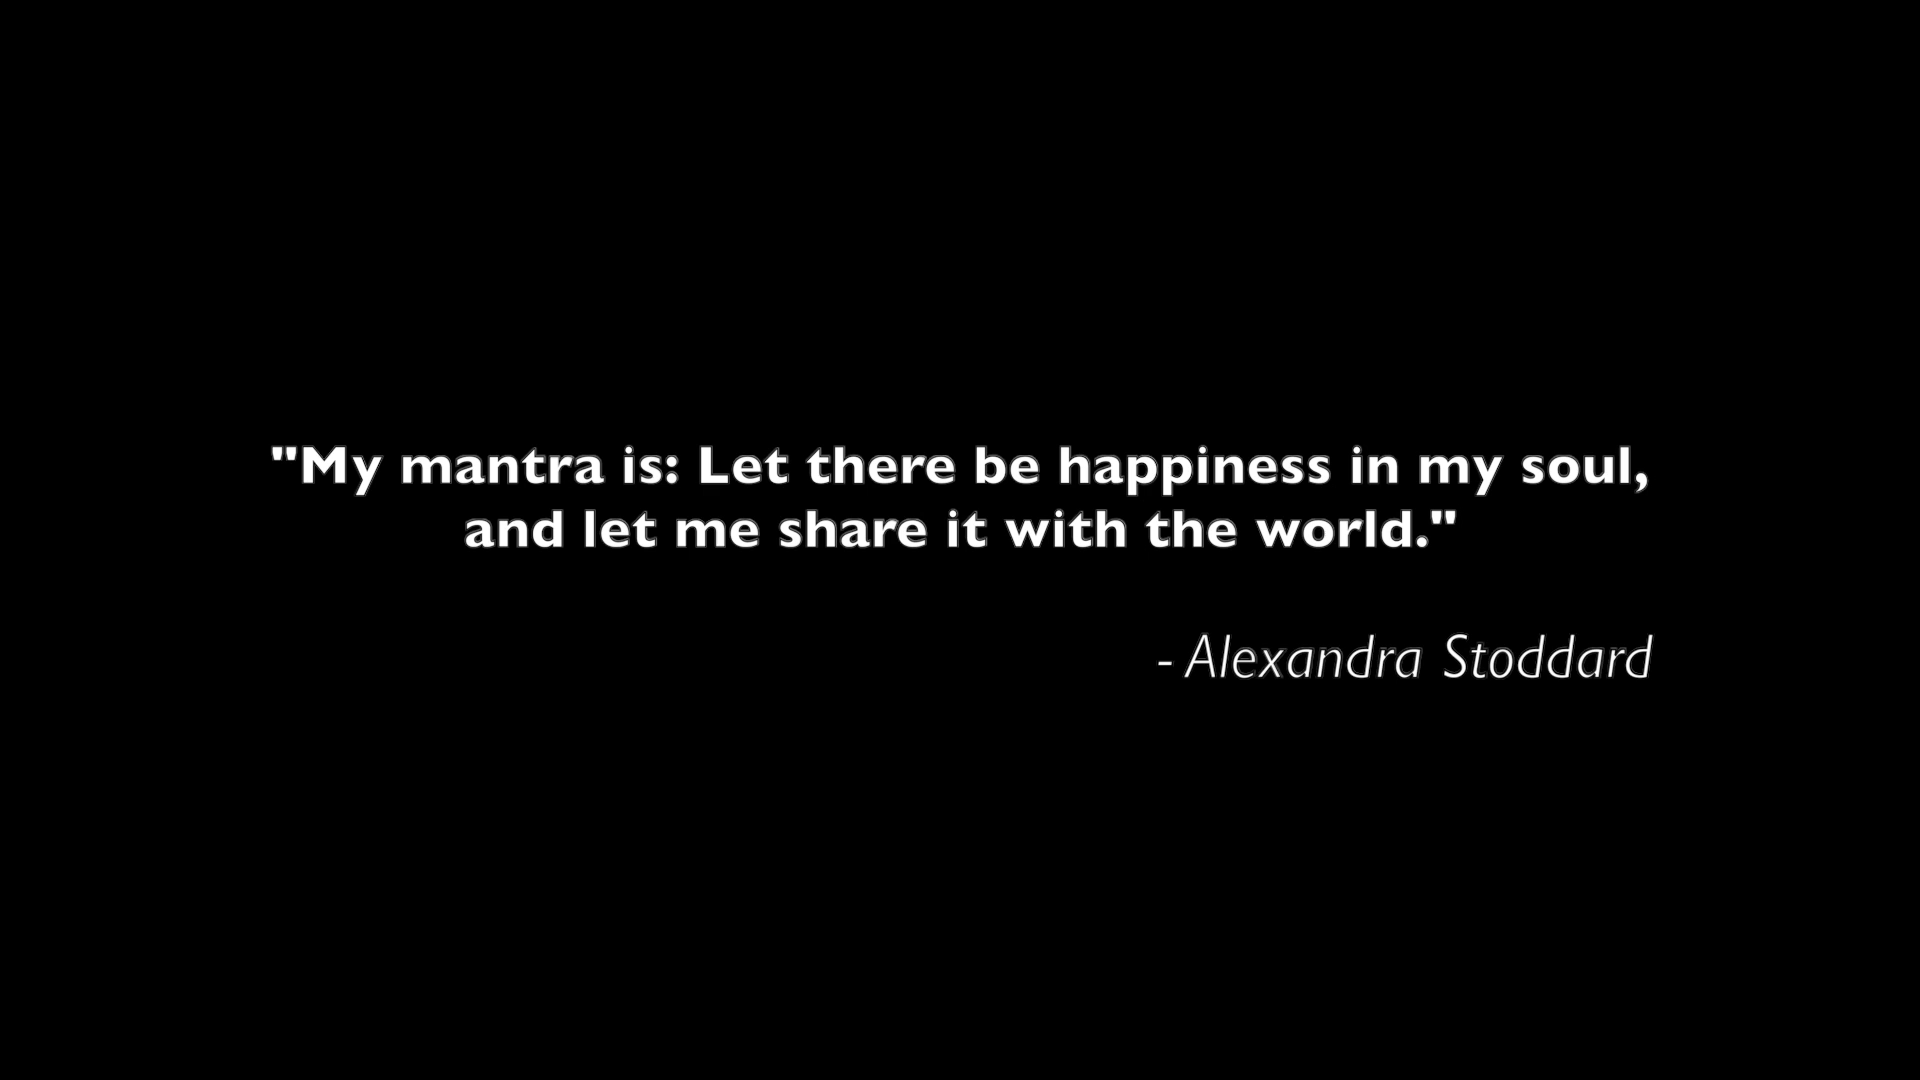 "My mantra is: Let there be happiness in my soul,
and let me share it with the world."
- Alexandra Stoddard